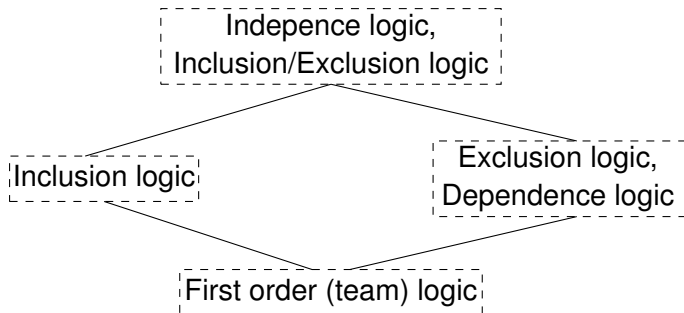 Indepence logic,
Inclusion/Exclusion logic
Inclusion logic
Exclusion logic,
Dependence logic
First order (team) logic